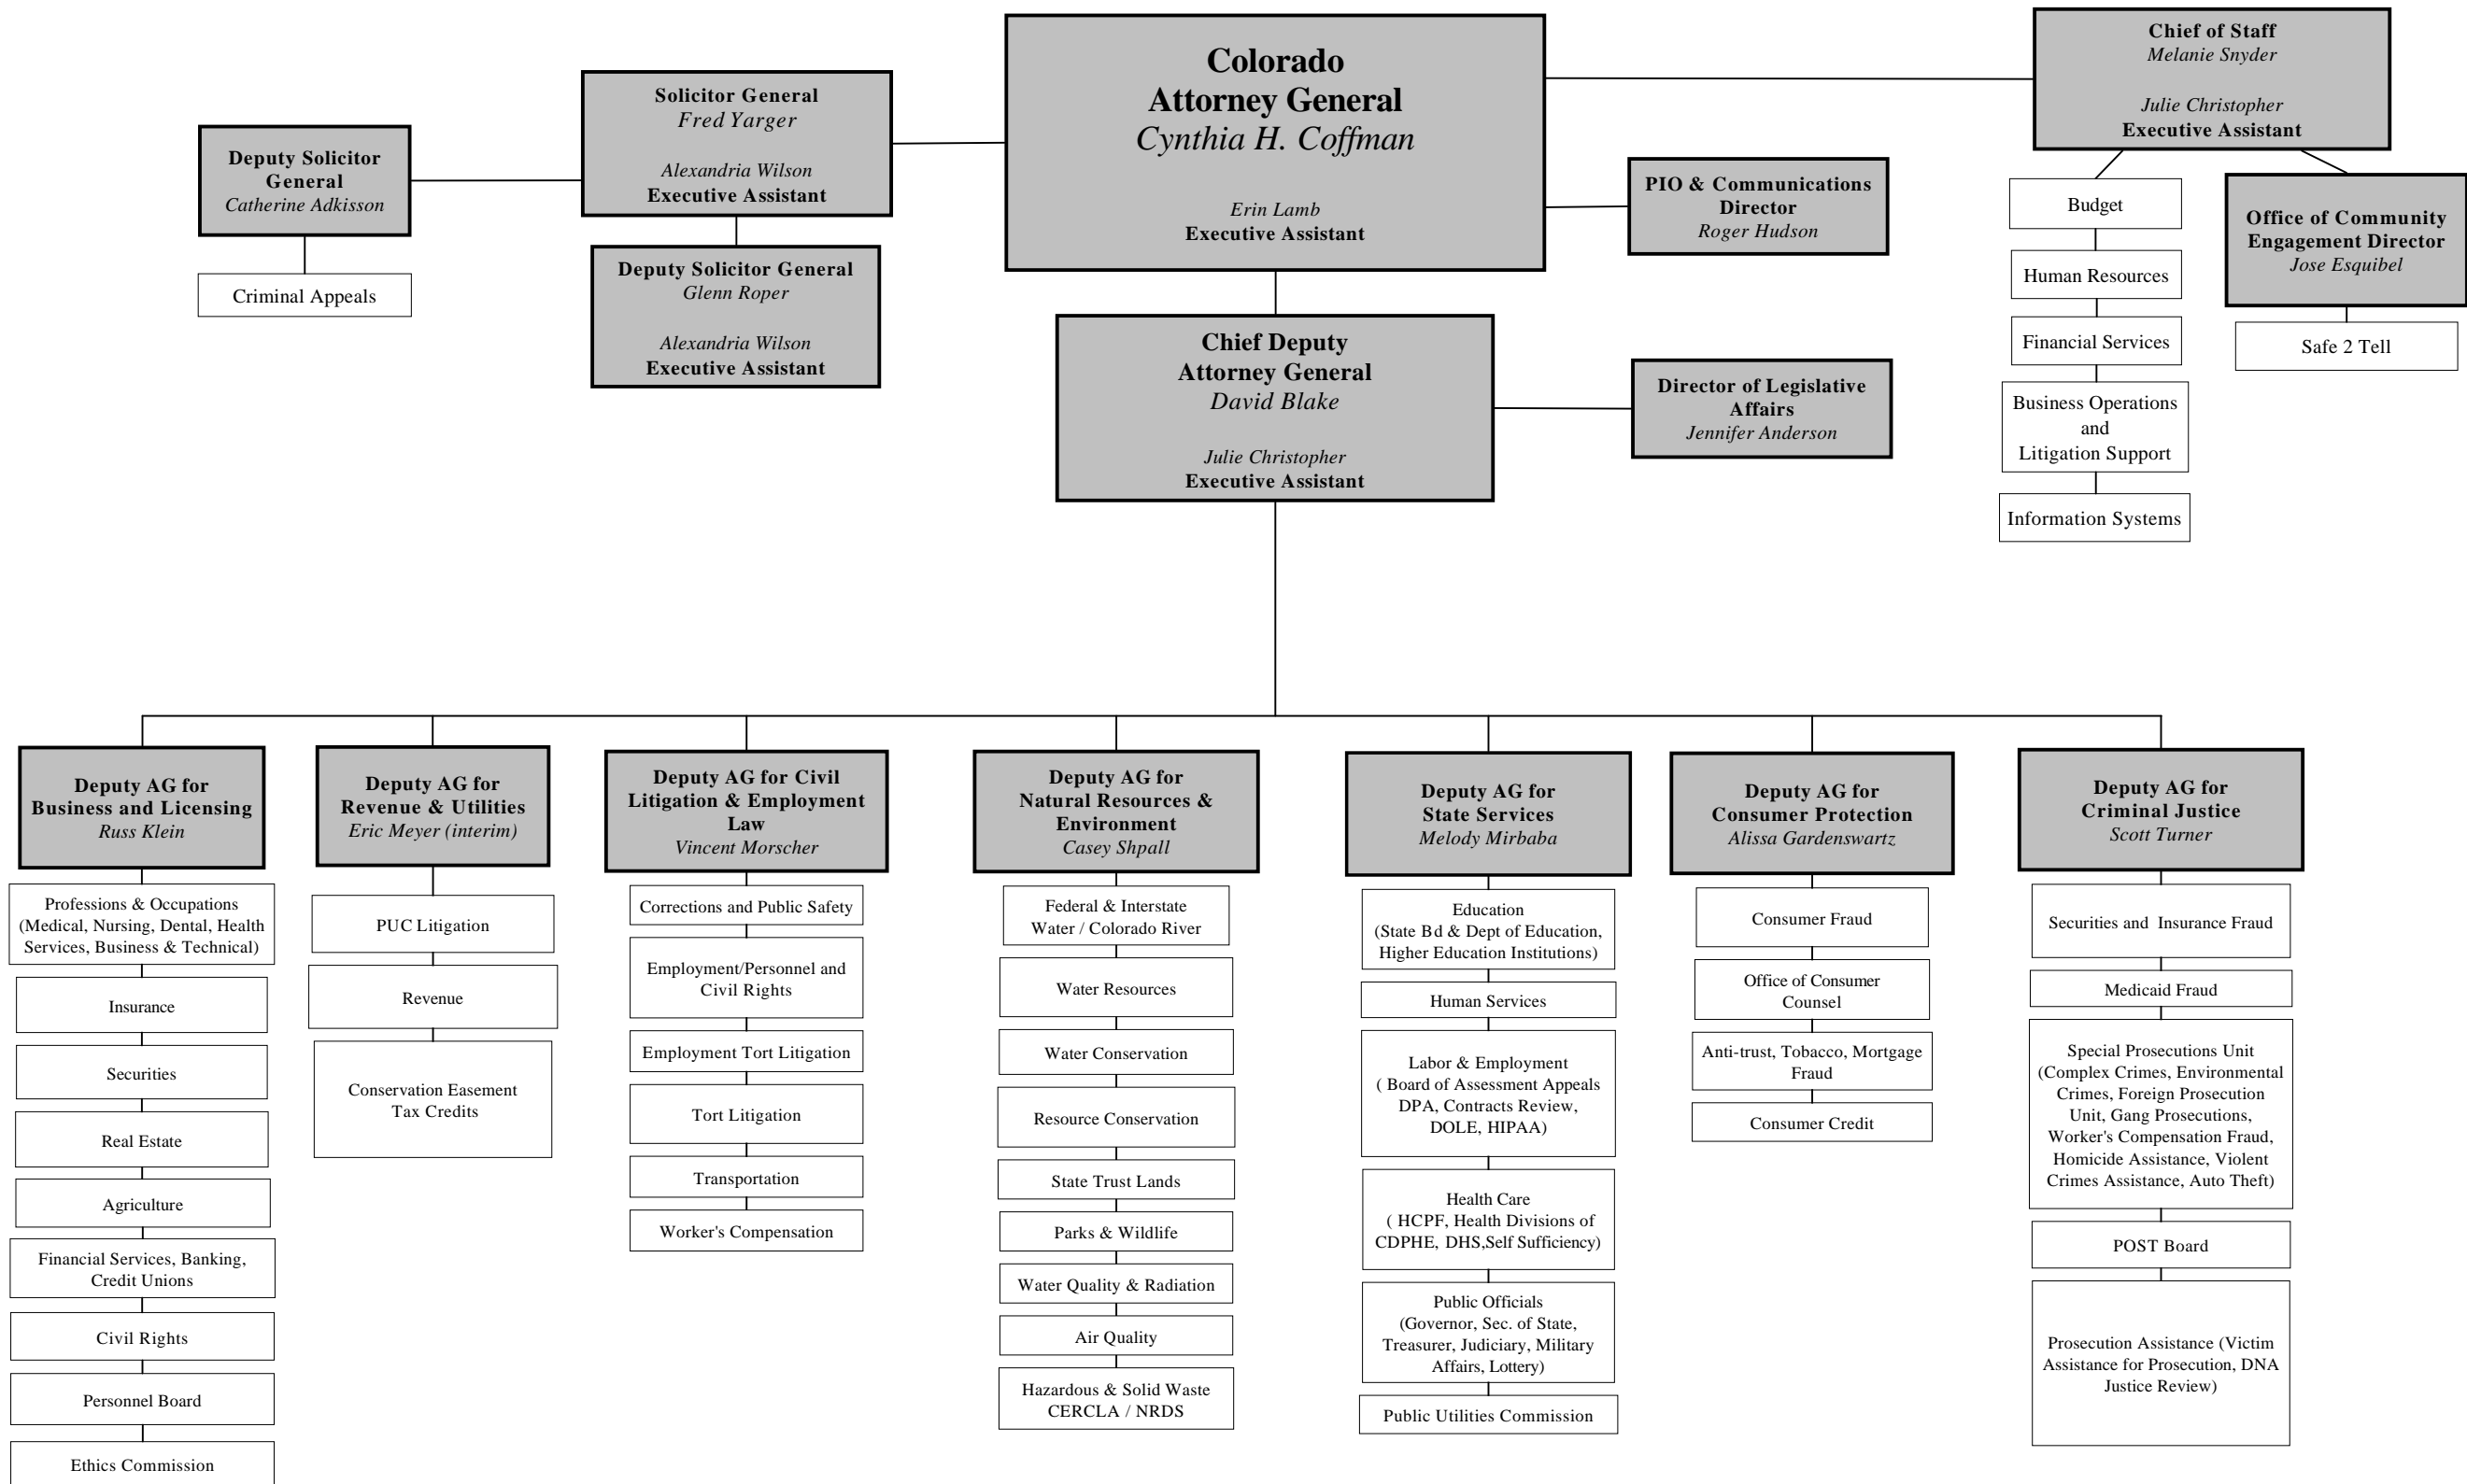 Colorado
Attorney General
Cynthia H. Coffman
Erin Lamb
Executive Assistant
Chief of Staff
Melanie Snyder
Julie Christopher
Executive Assistant
Solicitor General
Fred Yarger
Alexandria Wilson
Executive Assistant
Deputy Solicitor
General
Catherine Adkisson
Criminal Appeals
Deputy Solicitor General
Glenn Roper
Alexandria Wilson
Executive Assistant
PIO & Communications
Director
Roger Hudson
Budget
Human Resources
Financial Services
Business Operations
and
Litigation Support
Information Systems
Office of Community
Engagement Director
Jose Esquibel
Safe 2 Tell
Chief Deputy
Attorney General
David Blake
Julie Christopher
Executive Assistant
Director of Legislative
Affairs
Jennifer Anderson
Deputy AG for
Business and Licensing
Russ Klein
Professions & Occupations
(Medical, Nursing, Dental, Health
Services, Business & Technical)
Insurance
Securities
Real Estate
Agriculture
Financial Services, Banking,
Credit Unions
Civil Rights
Personnel Board
Ethics Commission
Deputy AG for
Revenue & Utilities
Eric Meyer (interim)
PUC Litigation
Revenue
Conservation Easement
Tax Credits
Deputy AG for Civil
Litigation & Employment
Law
Vincent Morscher
Corrections and Public Safety
Employment/Personnel and
Civil Rights
Employment Tort Litigation
Tort Litigation
Transportation
Worker's Compensation
Deputy AG for
Natural Resources &
Environment
Casey Shpall
Federal & Interstate
Water / Colorado River
Water Resources
Water Conservation
Resource Conservation
State Trust Lands
Parks & Wildlife
Water Quality & Radiation
Air Quality
Hazardous & Solid Waste
CERCLA / NRDS
Deputy AG for
State Services
Melody Mirbaba
Education
(State Bd & Dept of Education,
Higher Education Institutions)
Human Services
Labor & Employment
( Board of Assessment Appeals
DPA, Contracts Review,
DOLE, HIPAA)
Health Care
( HCPF, Health Divisions of
CDPHE, DHS,Self Sufficiency)
Public Officials
(Governor, Sec. of State,
Treasurer, Judiciary, Military
Affairs, Lottery)
Public Utilities Commission
Deputy AG for
Consumer Protection
Alissa Gardenswartz
Consumer Fraud
Office of Consumer
Counsel
Anti-trust, Tobacco, Mortgage
Fraud
Consumer Credit
Deputy AG for
Criminal Justice
Scott Turner
Securities and Insurance Fraud
Medicaid Fraud
Special Prosecutions Unit
(Complex Crimes, Environmental
Crimes, Foreign Prosecution
Unit, Gang Prosecutions,
Worker's Compensation Fraud,
Homicide Assistance, Violent
Crimes Assistance, Auto Theft)
POST Board
Prosecution Assistance (Victim
Assistance for Prosecution, DNA
Justice Review)